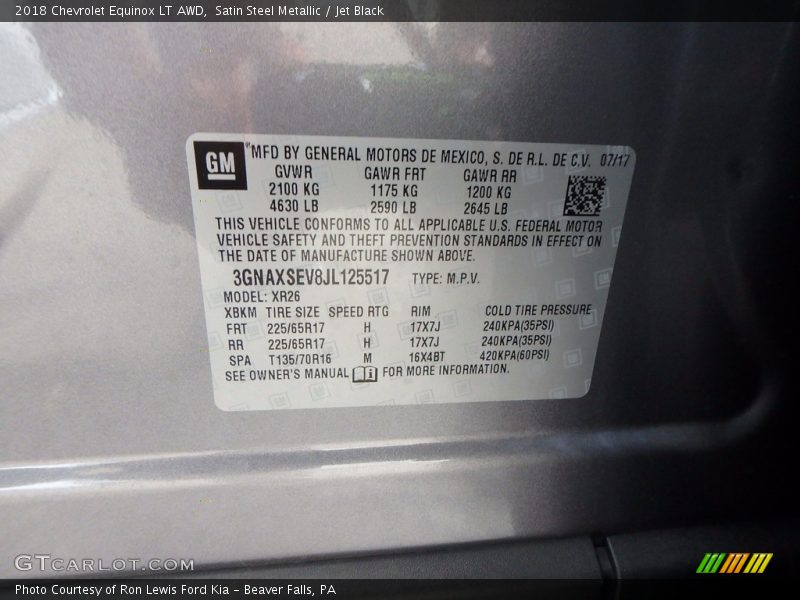 2018 Chevrolet Equinox LT AWD, Satin Steel Metallic / Jet Black
GM
MFD BY GENERAL MOTORS DE MEXICO, S. DE R.L. DE C.V. 07/17
GVWR GAWR FRT GAWR RR
2100 KG 1175 KG 1200 KG
4630 LB 2590 LB 2645 LB
THIS VEHICLE CONFORMS TO ALL APPLICABLE U.S. FEDERAL MOTOR
VEHICLE SAFETY AND THEFT PREVENTION STANDARDS IN EFFECT ON
THE DATE OF MANUFACTURE SHOWN ABOVE.
3GNAXSEV8JL125517 TYPE: M.P.V.
MODEL: XR26
XBKM TIRE SIZE SPEED RTG RIM COLD TIRE PRESSURE
FRT 225/65R17 H 17X7J 240KPA(35PSI)
RR 225/65R17 H 17X7J 240KPA(35PSI)
SPA T135/70R16 M 16X4BT 420KPA(60PSI)
SEE OWNER'S MANUAL FOR MORE INFORMATION.
GTCARLOT.COM
Photo Courtesy of Ron Lewis Ford Kia – Beaver Falls, PA